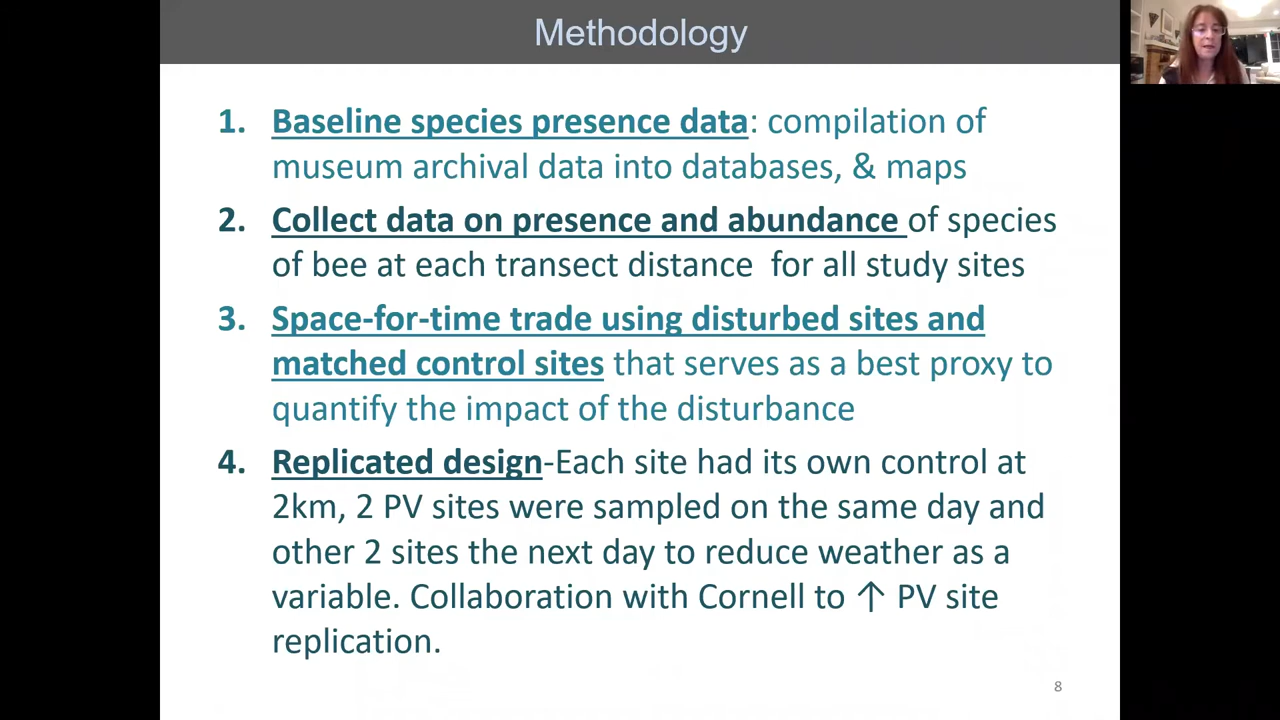 Methodology
1. Baseline species presence data: compilation of
museum archival data into databases, & maps
2. Collect data on presence and abundance of species
of bee at each transect distance  for all study sites
3. Space-for-time trade using disturbed sites and
matched control sites that serves as a best proxy to
quantify the impact of the disturbance
4. Replicated design-Each site had its own control at
2km, 2 PV sites were sampled on the same day and
other 2 sites the next day to reduce weather as a
variable. Collaboration with Cornell to ↑ PV site
replication.
8